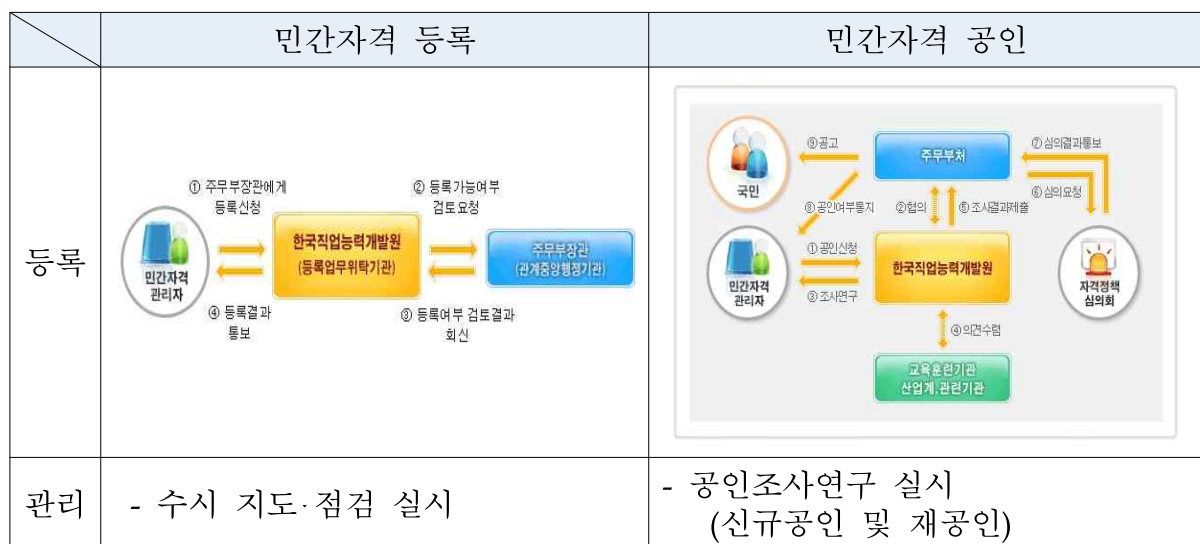 민간자격 등록
민간자격 공인
등록
① 주무부장관에게
등록신청
② 등록가능여부
검토요청
민간자격
관리자
한국직업능력개발원
(등록업무위탁기관)
주무부장관
(관계중앙행정기관)
④ 등록결과
통보
③ 등록여부 검토결과
회신
국민
⑨공고
주무부처
⑦심의결과통보
⑧공인여부통지
②협의
⑤조사결과제출
⑥심의요청
민간자격
관리자
①공인신청
③조사연구
한국직업능력개발원
자격정책
심의회
④의견수렴
교육훈련기관
산업계,관련기관
관리
- 수시 지도·점검 실시
- 공인조사연구 실시
(신규공인 및 재공인)